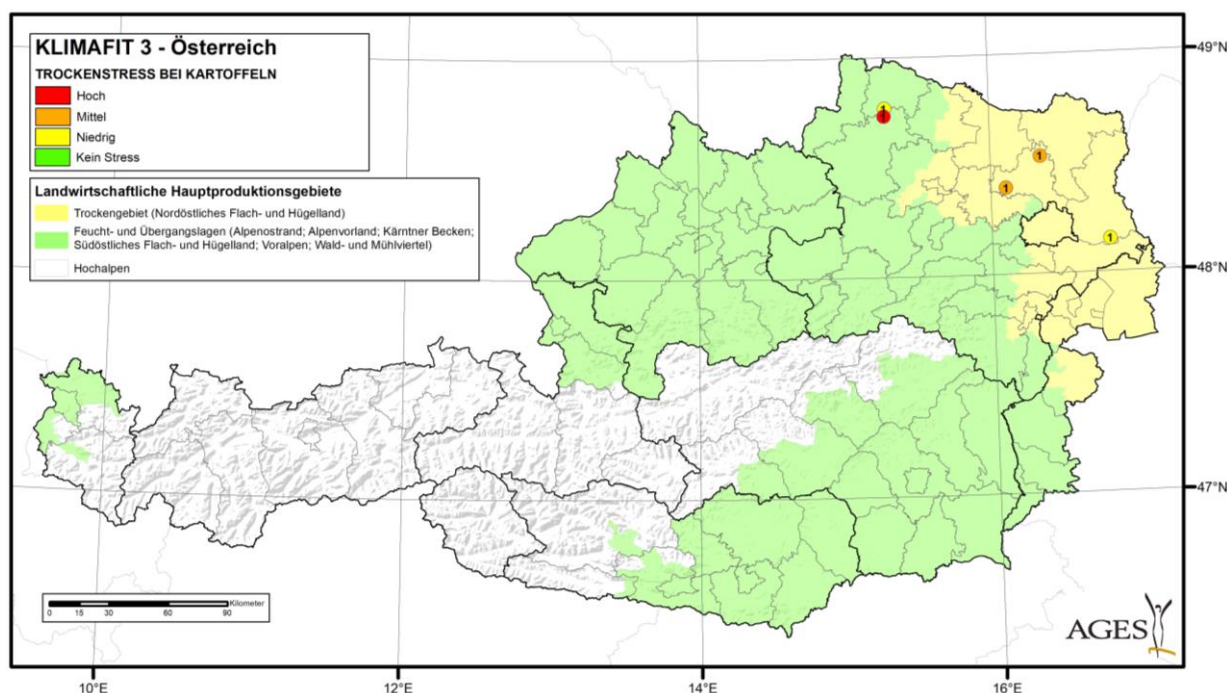 KLIMAFIT 3 - Österreich
TROCKENSTRESS BEI KARTOFFELN
Hoch
Mittel
Niedrig
Kein Stress
Landwirtschaftliche Hauptproduktionsgebiete
Trockengebiet (Nordöstliches Flach- und Hügelland)
Feucht- und Übergangslagen (Alpenostrand; Alpenvorland; Kärntner Becken;
Südöstliches Flach- und Hügelland; Voralpen; Wald- und Mühlviertel)
Hochalpen
49°N
1
1
1
1
1
48°N
47°N
Kilometer
0 15 30 60 90
AGES
10°E 12°E 14°E 16°E